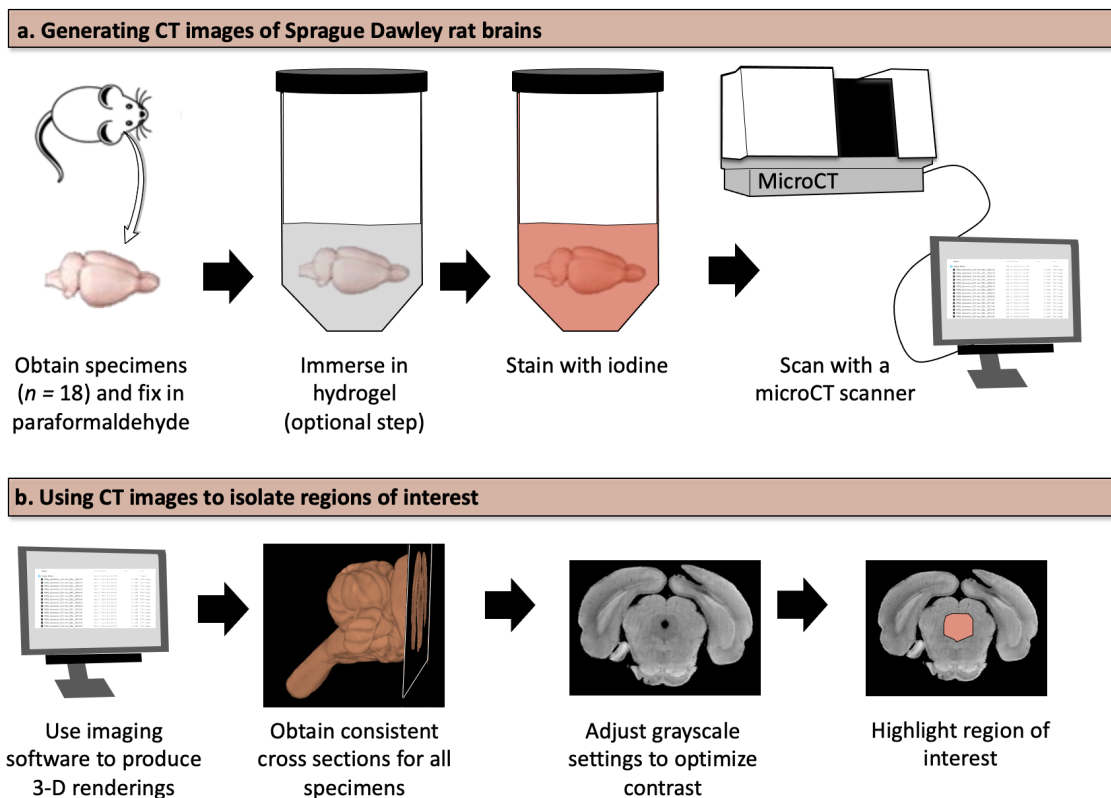 a. Generating CT images of Sprague Dawley rat brains
MicroCT
Obtain specimens
(n = 18) and fix in
paraformaldehyde
Immerse in
hydrogel
(optional step)
Stain with iodine
Scan with a
microCT scanner
b. Using CT images to isolate regions of interest
Use imaging
software to produce
3-D renderings
Obtain consistent
cross sections for all
specimens
Adjust grayscale
settings to optimize
contrast
Highlight region of
interest